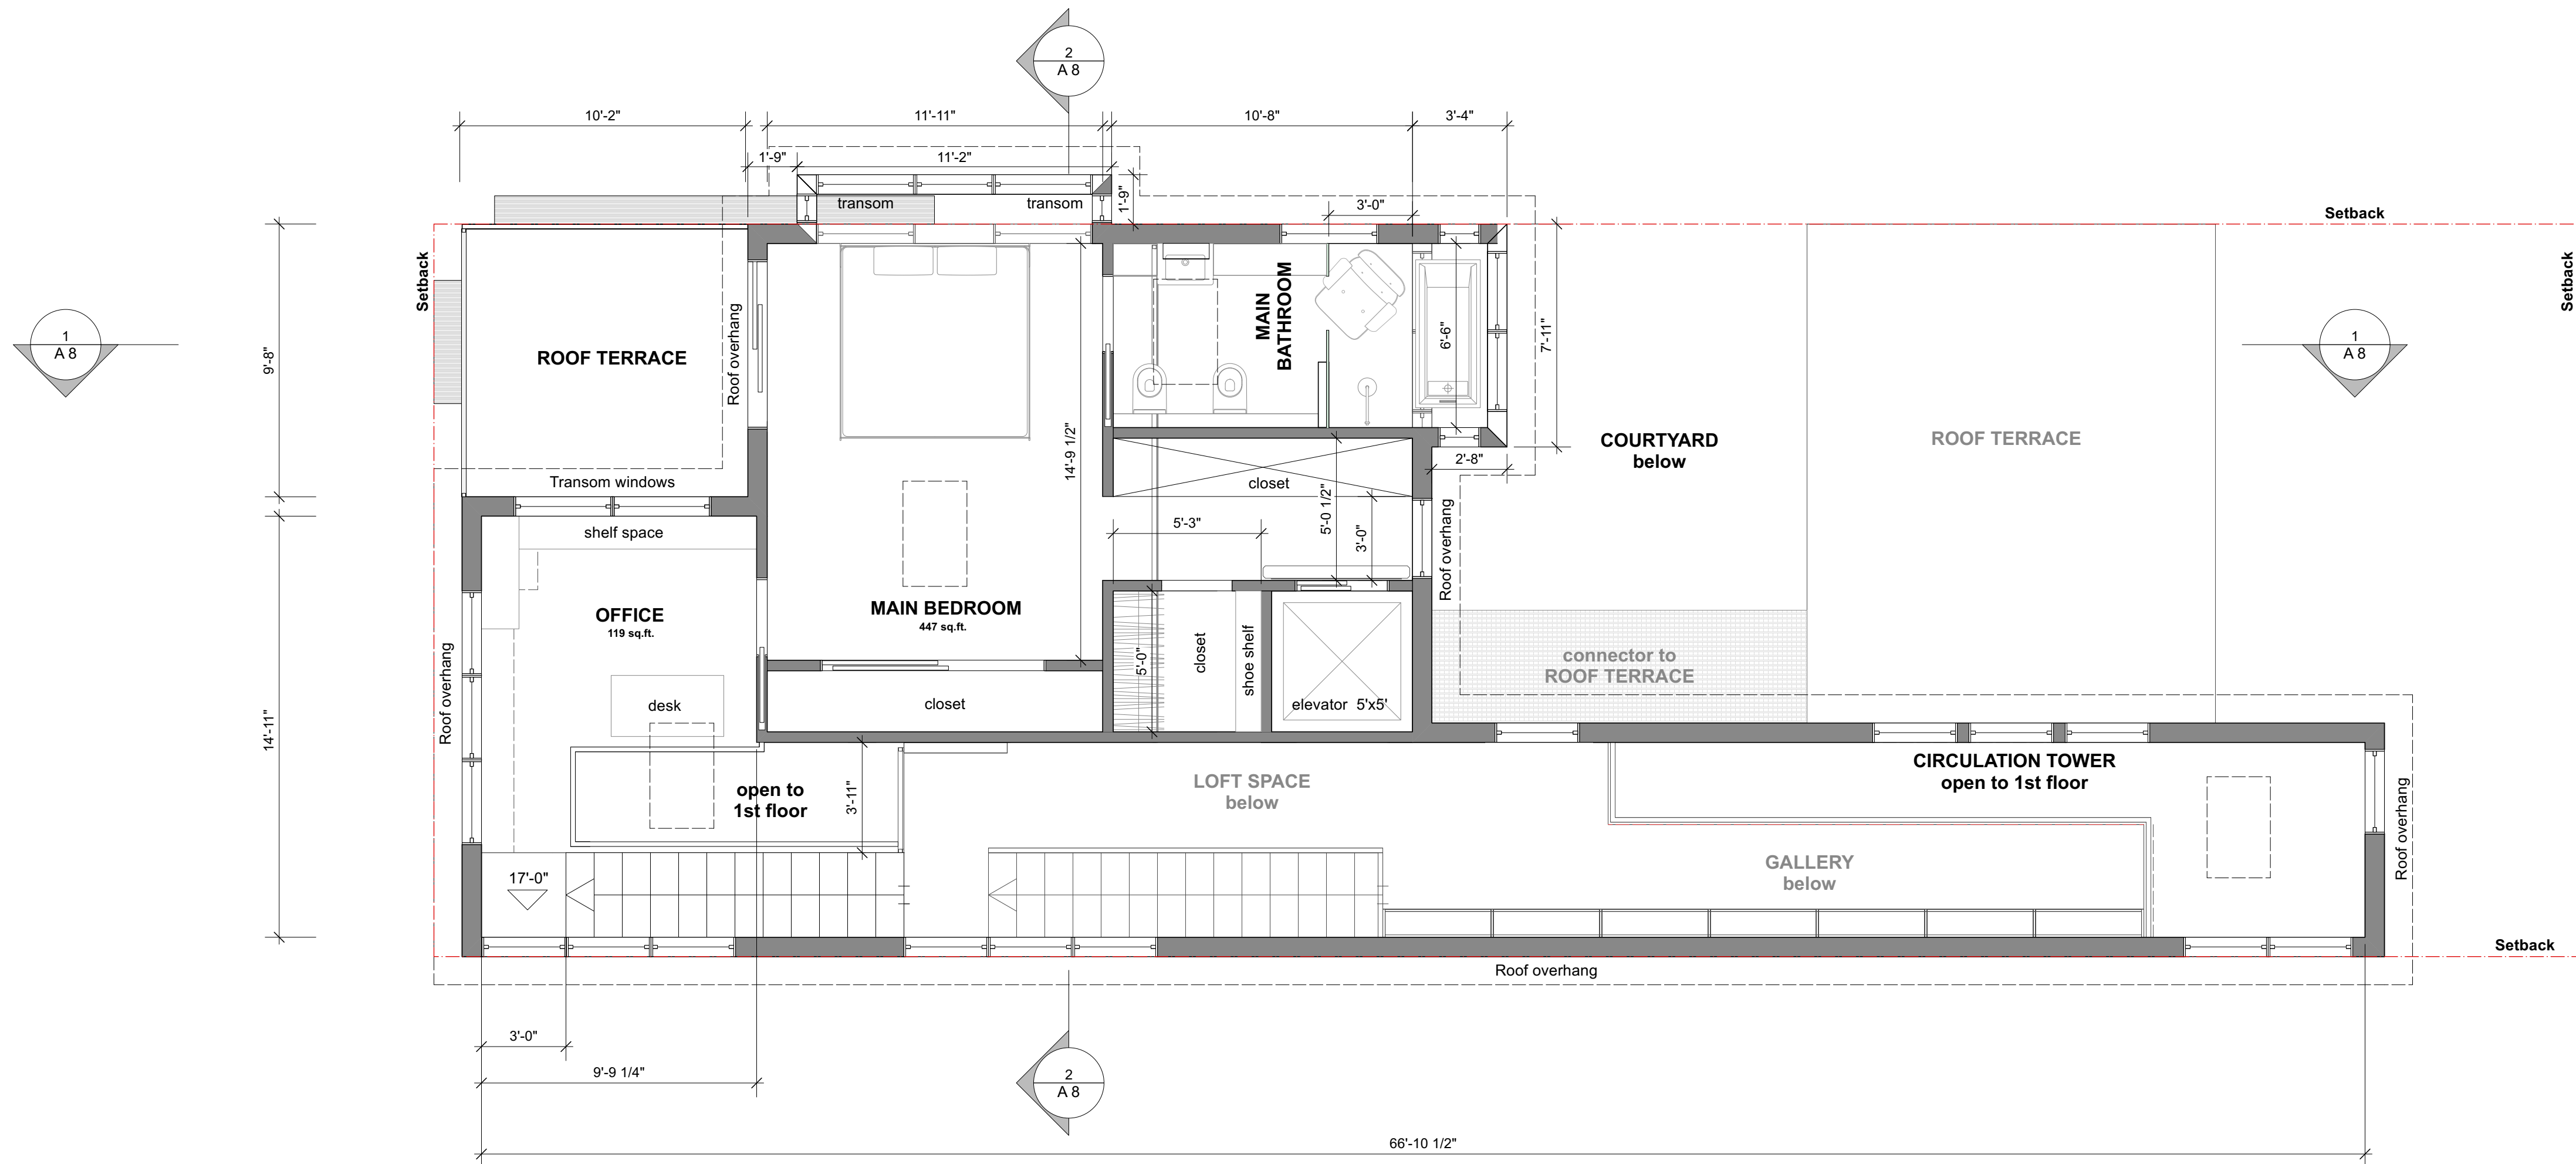 2
A 8
10'-2"
11'-11"
10'-8"
3'-4"
1'-9"
11'-2"
1'-9"
transom
transom
3'-0"
Setback
Setback
Setback
9'-8"
1
A 8
ROOF TERRACE
Roof overhang
MAIN
BATHROOM
6'-6"
7'-11"
1
A 8
14'-9 1/2"
COURTYARD
below
ROOF TERRACE
2'-8"
Transom windows
closet
5'-0 1/2"
5'-3"
3'-0"
Roof overhang
shelf space
OFFICE
119 sq.ft.
MAIN BEDROOM
447 sq.ft.
5'-0"
closet
shoe shelf
connector to
ROOF TERRACE
Roof overhang
desk
closet
elevator 5'x5'
14'-11"
open to
1st floor
3'-11"
LOFT SPACE
below
CIRCULATION TOWER
open to 1st floor
Roof overhang
GALLERY
below
17'-0"
Setback
Roof overhang
3'-0"
9'-9 1/4"
2
A 8
66'-10 1/2"